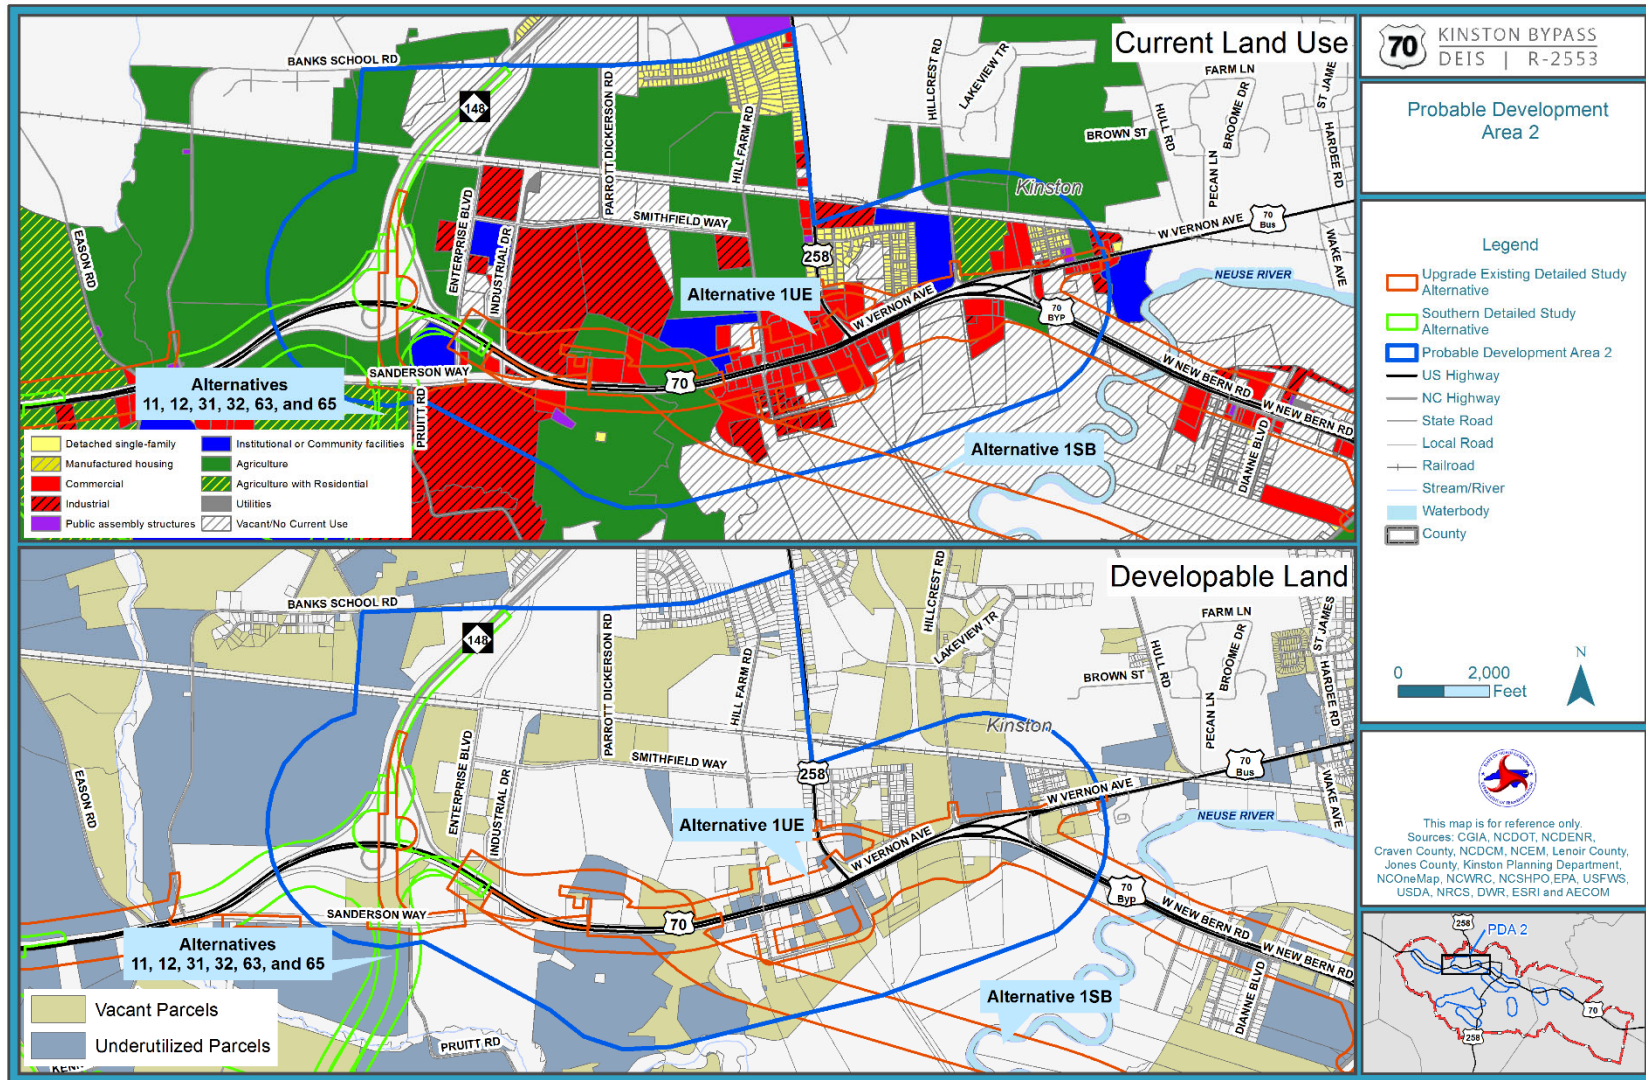 Current Land Use
BANKS SCHOOL RD
148
PARROTT DICKERSON RD
HILL FARM RD
HILLCREST RD
LAKEVIEW TR
FARM LN
BROOME DR
ST JAME
HULL RD
BROWN ST
PECAN LN
HARDEE RD
Kinston
ENTERPRISE BLVD
SMITHFIELD WAY
INDUSTRIAL DR
EASON RD
258
W VERNON AVE
70
Bus
WAKE AVE
NEUSE RIVER
Alternative 1UE
W VERNON AVE
70
BYP
W NEW BERN RD
W NEW BERN RD
SANDERSON WAY
70
Alternatives
11, 12, 31, 32, 63, and 65
PRUITT RD
Alternative 1SB
DIANNE BLVD
Detached single-family
Manufactured housing
Commercial
Industrial
Public assembly structures
Institutional or Community facilities
Agriculture
Agriculture with Residential
Utilities
Vacant/No Current Use
Developable Land
BANKS SCHOOL RD
148
PARROTT DICKERSON RD
HILL FARM RD
HILLCREST RD
LAKEVIEW TR
FARM LN
BROOME DR
ST JAMES
HULL RD
BROWN ST
PECAN LN
HARDEE RD
Kinston
ENTERPRISE BLVD
SMITHFIELD WAY
INDUSTRIAL DR
EASON RD
258
W VERNON AVE
70
Bus
WAKE AVE
NEUSE RIVER
Alternative 1UE
W VERNON AVE
70
Byp
W NEW BERN RD
W NEW BERN RD
SANDERSON WAY
70
Alternatives
11, 12, 31, 32, 63, and 65
Alternative 1SB
DIANNE BLVD
PRUITT RD
Vacant Parcels
Underutilized Parcels
70
KINSTON BYPASS
DEIS | R-2553
Probable Development
Area 2
Legend
Upgrade Existing Detailed Study
Alternative
Southern Detailed Study
Alternative
Probable Development Area 2
US Highway
NC Highway
State Road
Local Road
Railroad
Stream/River
Waterbody
County
0 2,000
Feet
N
This map is for reference only.
Sources: CGIA, NCDOT, NCDENR,
Craven County, NCDCM, NCEM, Lenoir County,
Jones County, Kinston Planning Department,
NCOneMap, NCWRC, NCSHPO,EPA, USFWS,
USDA, NRCS, DWR, ESRI and AECOM
258
PDA 2
70
258